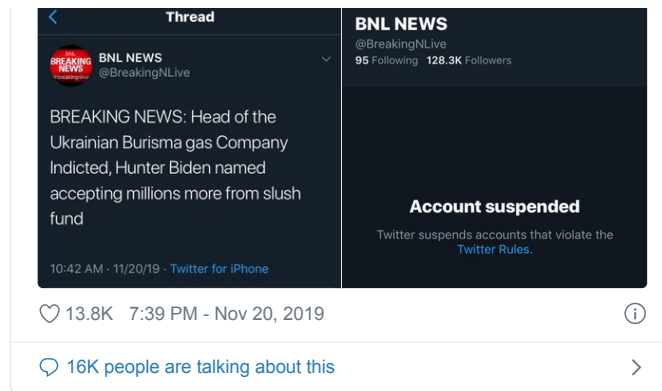 Thread
BREAKING
NEWS
BNL NEWS
@BreakingNLive
BREAKING NEWS: Head of the
Ukrainian Burisma gas Company
Indicted, Hunter Biden named
accepting millions more from slush
fund
10:42 AM · 11/20/19 · Twitter for iPhone
BNL NEWS
@BreakingNLive
95 Following 128.3K Followers
Account suspended
Twitter suspends accounts that violate the
Twitter Rules.
13.8K 7:39 PM - Nov 20, 2019
16K people are talking about this